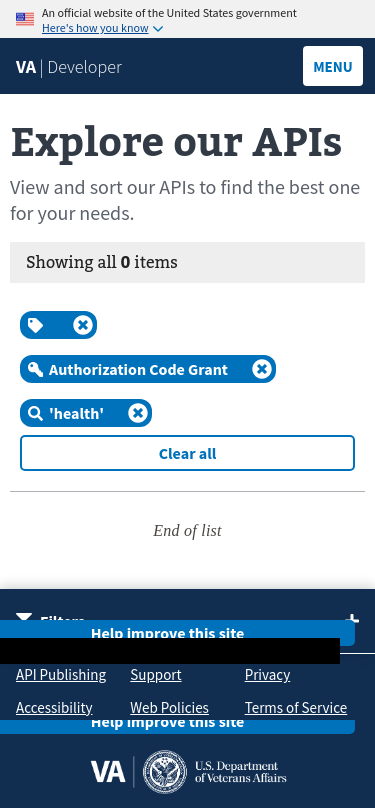 An official website of the United States government
Here's how you know
VA | Developer
MENU
Explore our APIs
View and sort our APIs to find the best one
for your needs.
Showing all 0 items
Authorization Code Grant
'health'
Clear all
End of list
Filters
Help improve this site
API Publishing Support Privacy
Accessibility Web Policies Terms of Service
Help improve this site
VA U.S. Department
of Veterans Affairs